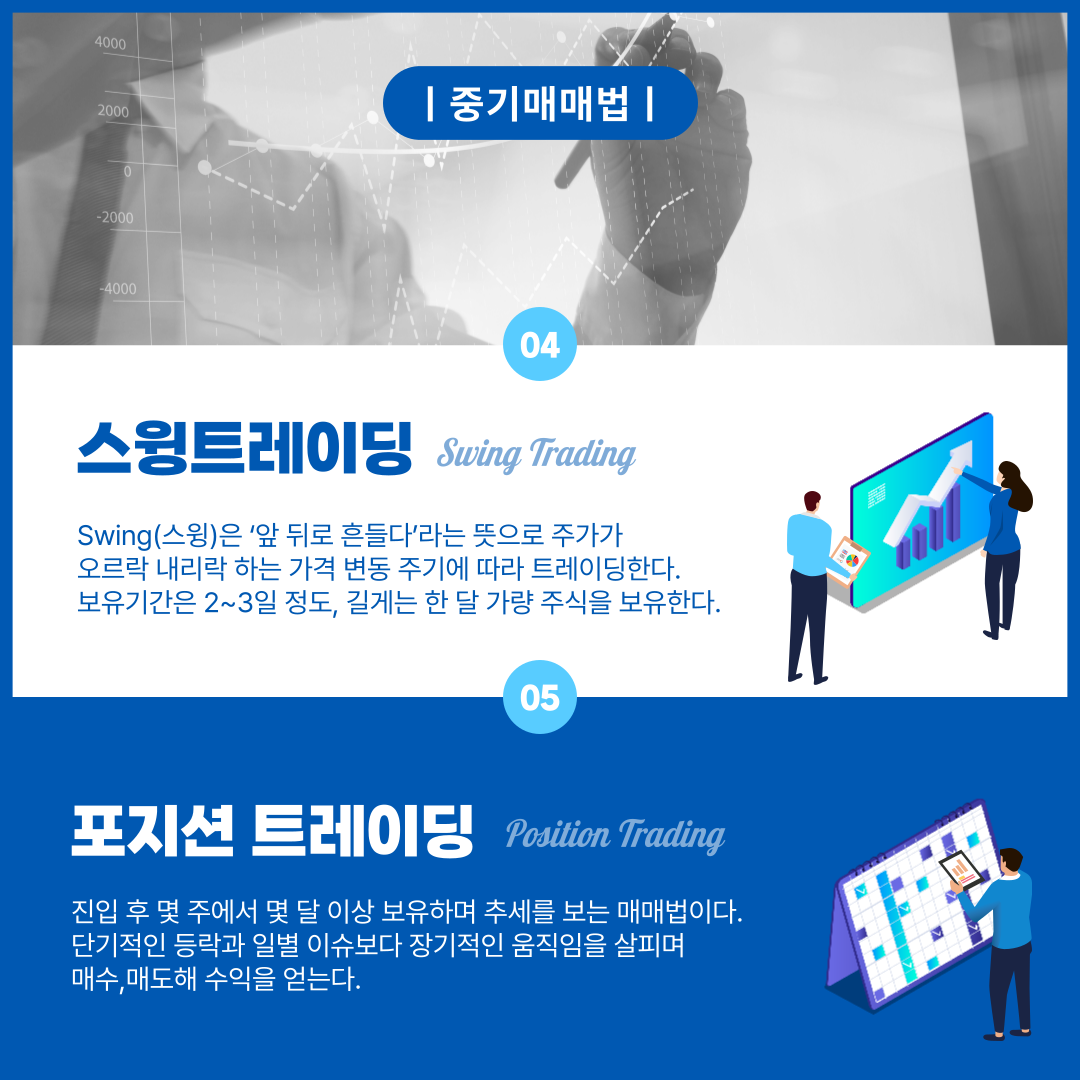 4000
2000
0
-2000
-4000
| 중기매매법 |
04
스윙트레이딩 Swing Trading
Swing(스윙)은 ‘앞 뒤로 흔들다’라는 뜻으로 주가가
오르락 내리락 하는 가격 변동 주기에 따라 트레이딩한다.
보유기간은 2~3일 정도, 길게는 한 달 가량 주식을 보유한다.
05
포지션 트레이딩 Position Trading
진입 후 몇 주에서 몇 달 이상 보유하며 추세를 보는 매매법이다.
단기적인 등락과 일별 이슈보다 장기적인 움직임을 살피며
매수,매도해 수익을 얻는다.